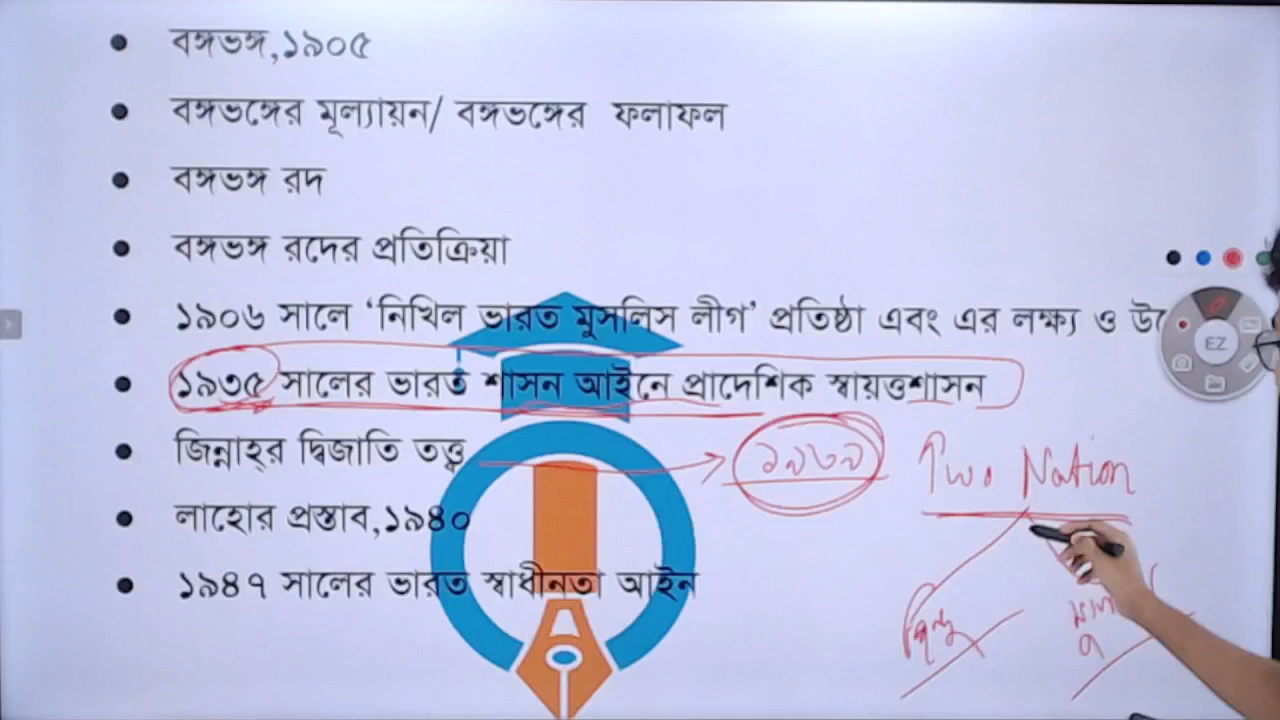 বঙ্গভঙ্গ,১৯০৫
বঙ্গভঙ্গের মূল্যায়ন/ বঙ্গভঙ্গের ফলাফল
বঙ্গভঙ্গ রদ
বঙ্গভঙ্গ রদের প্রতিক্রিয়া
১৯০৬ সালে ‘নিখিল ভারত মুসলিস লীগ’ প্রতিষ্ঠা এবং এর লক্ষ্য ও
১৯৩৫ সালের ভারত শাসন আইনে প্রাদেশিক স্বায়ত্তশাসন
EZ
জিন্নাহ্‌র দ্বিজাতি তত্ত্ব
১৯৩৯
Two Nation
লাহোর প্রস্তাব,১৯৪০
১৯৪৭ সালের ভারত স্বাধীনতা আইন
হিন্দু